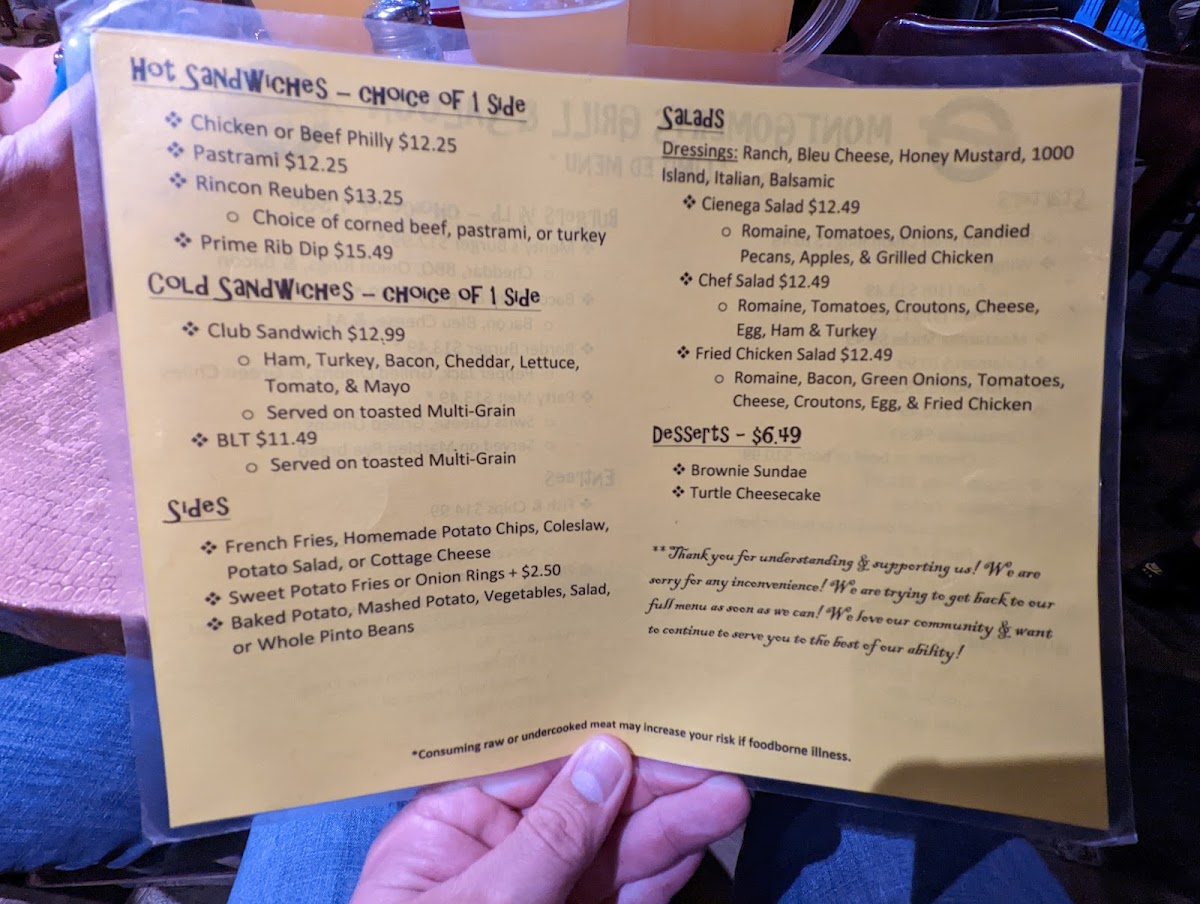 Hot Sandwiches – Choice of 1 Side
❖ Chicken or Beef Philly $12.25
❖ Pastrami $12.25
❖ Rincon Reuben $13.25
o Choice of corned beef, pastrami, or turkey
❖ Prime Rib Dip $15.49
Cold Sandwiches – Choice of 1 Side
❖ Club Sandwich $12.99
o Ham, Turkey, Bacon, Cheddar, Lettuce,
Tomato, & Mayo
o Served on toasted Multi-Grain
❖ BLT $11.49
o Served on toasted Multi-Grain
Sides
❖ French Fries, Homemade Potato Chips, Coleslaw,
Potato Salad, or Cottage Cheese
❖ Sweet Potato Fries or Onion Rings + $2.50
❖ Baked Potato, Mashed Potato, Vegetables, Salad,
or Whole Pinto Beans
Salads
Dressings: Ranch, Bleu Cheese, Honey Mustard, 1000
Island, Italian, Balsamic
❖ Cienega Salad $12.49
o Romaine, Tomatoes, Onions, Candied
Pecans, Apples, & Grilled Chicken
❖ Chef Salad $12.49
o Romaine, Tomatoes, Croutons, Cheese,
Egg, Ham & Turkey
❖ Fried Chicken Salad $12.49
o Romaine, Bacon, Green Onions, Tomatoes,
Cheese, Croutons, Egg, & Fried Chicken
Desserts – $6.49
❖ Brownie Sundae
❖ Turtle Cheesecake
**Thank you for understanding & supporting us! We are
sorry for any inconvenience! We are trying to get back to our
full menu as soon as we can! We love our community & want
to continue to serve you to the best of our ability!
*Consuming raw or undercooked meat may increase your risk if foodborne illness.